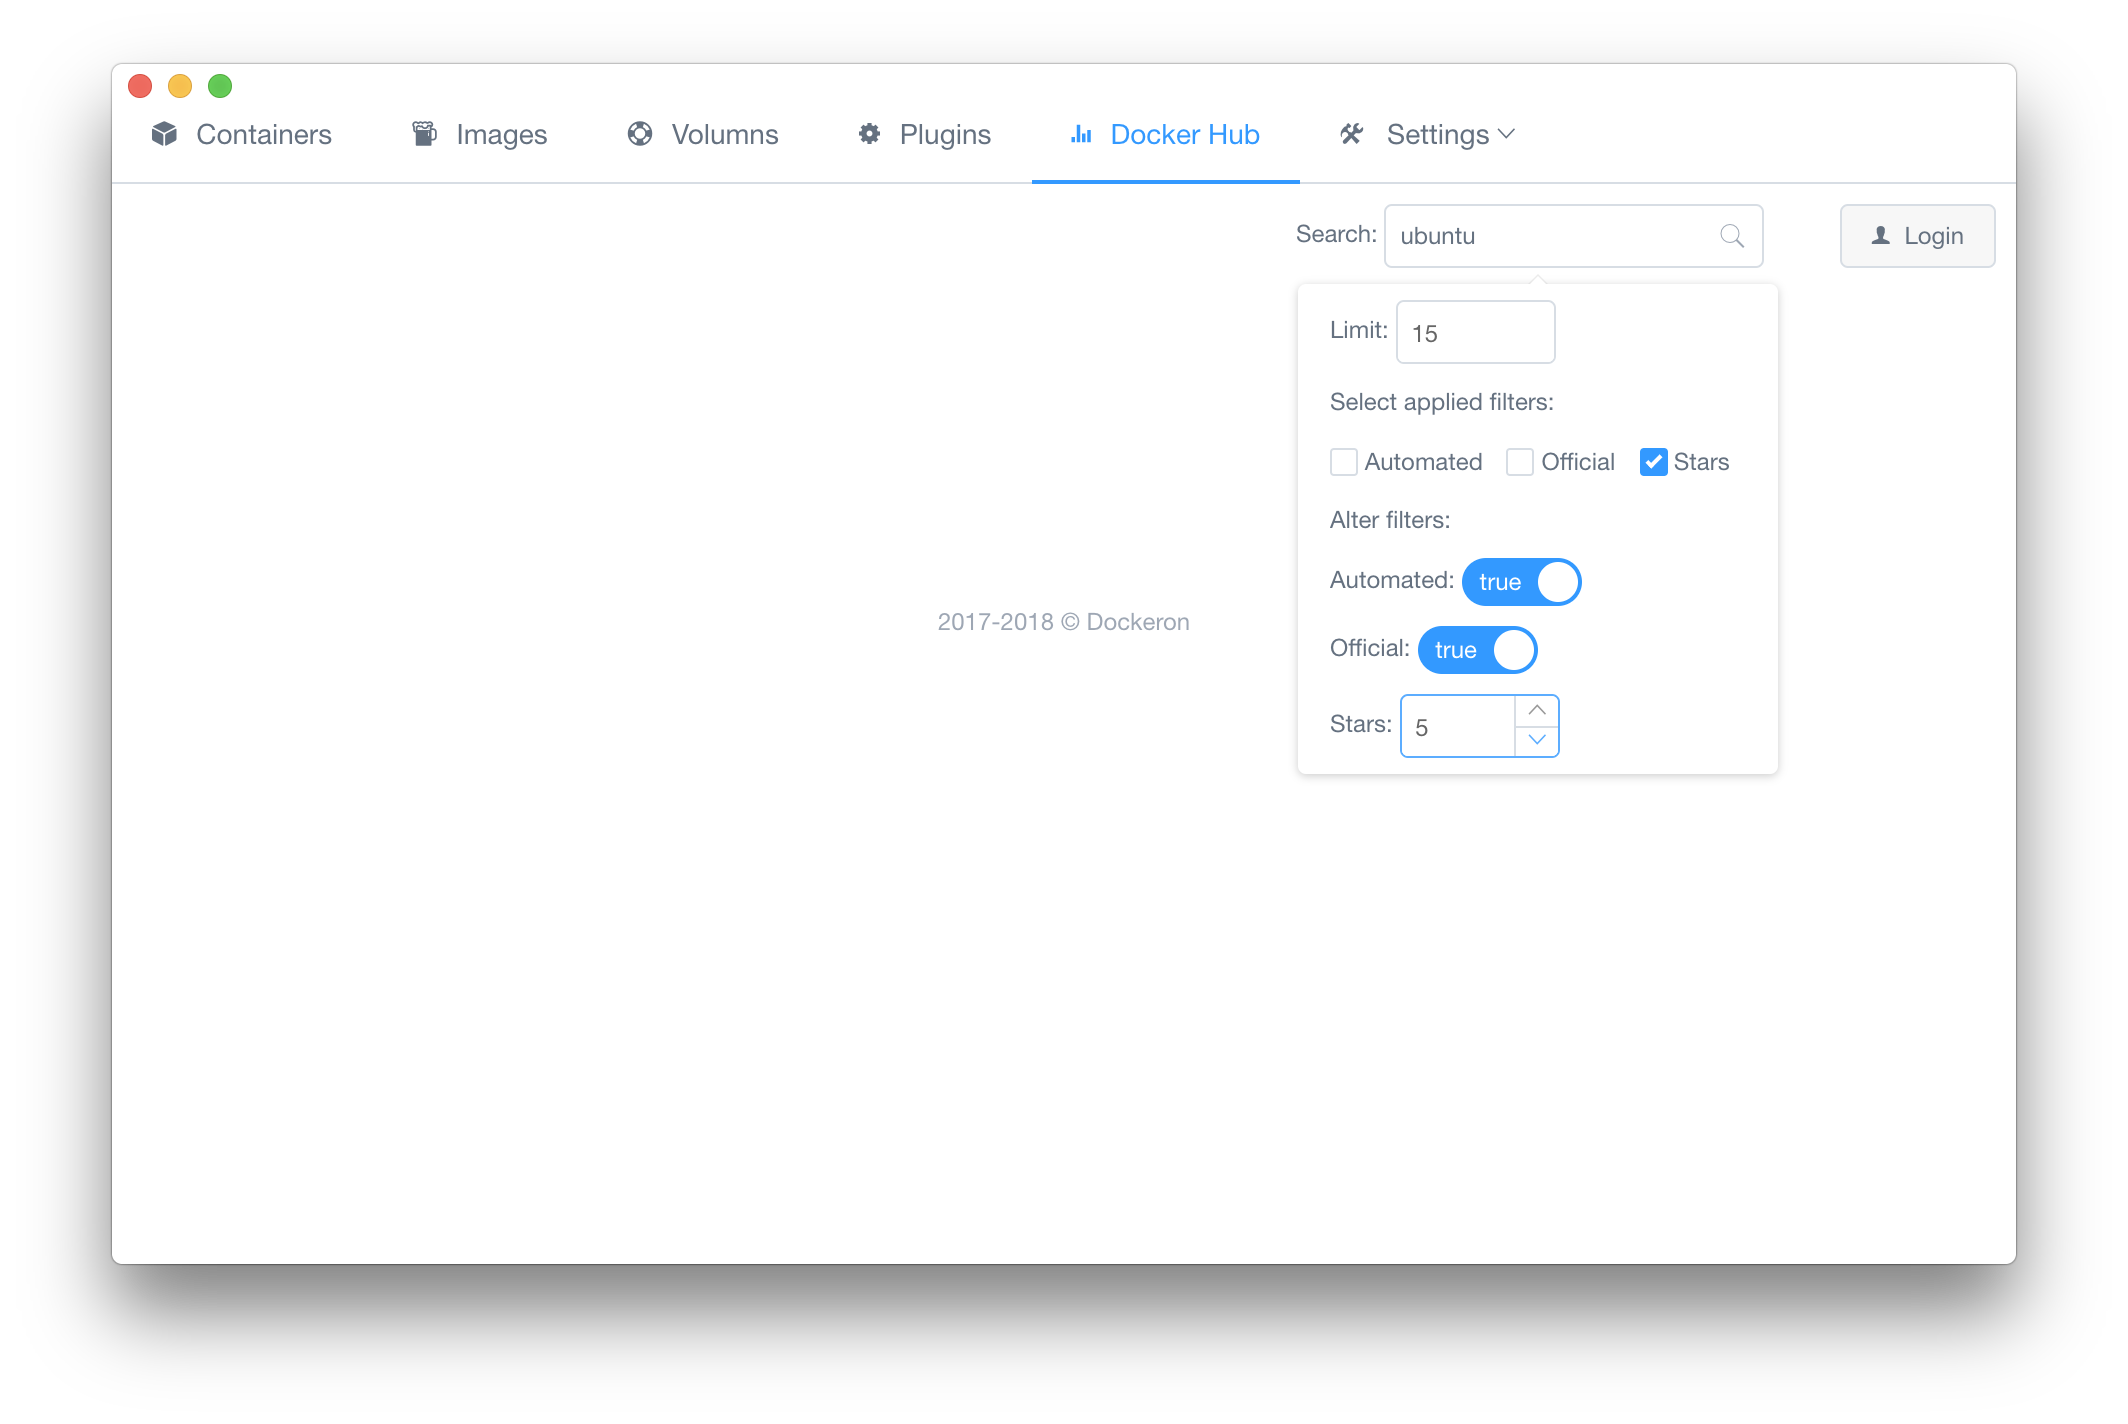 Containers Images Volumns Plugins Docker Hub Settings
Search: ubuntu Login
Limit: 15
Select applied filters:
Automated Official Stars
Alter filters:
Automated: true
2017-2018 © Dockeron
Official: true
Stars: 5